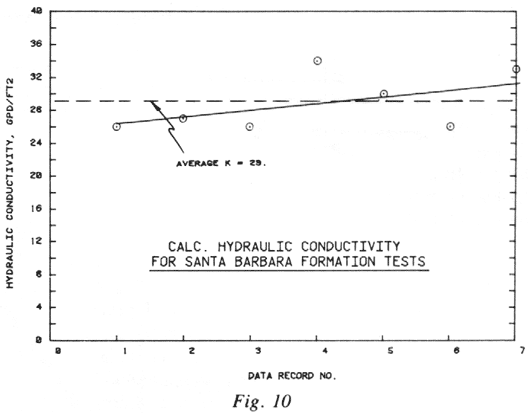 HYDRAULIC CONDUCTIVITY, GPD/FT2
40
36
32
28
24
20
16
12
8
4
0
AVERAGE K = 29.
CALC. HYDRAULIC CONDUCTIVITY
FOR SANTA BARBARA FORMATION TESTS
0 1 2 3 4 5 6 7
DATA RECORD NO.
Fig. 10